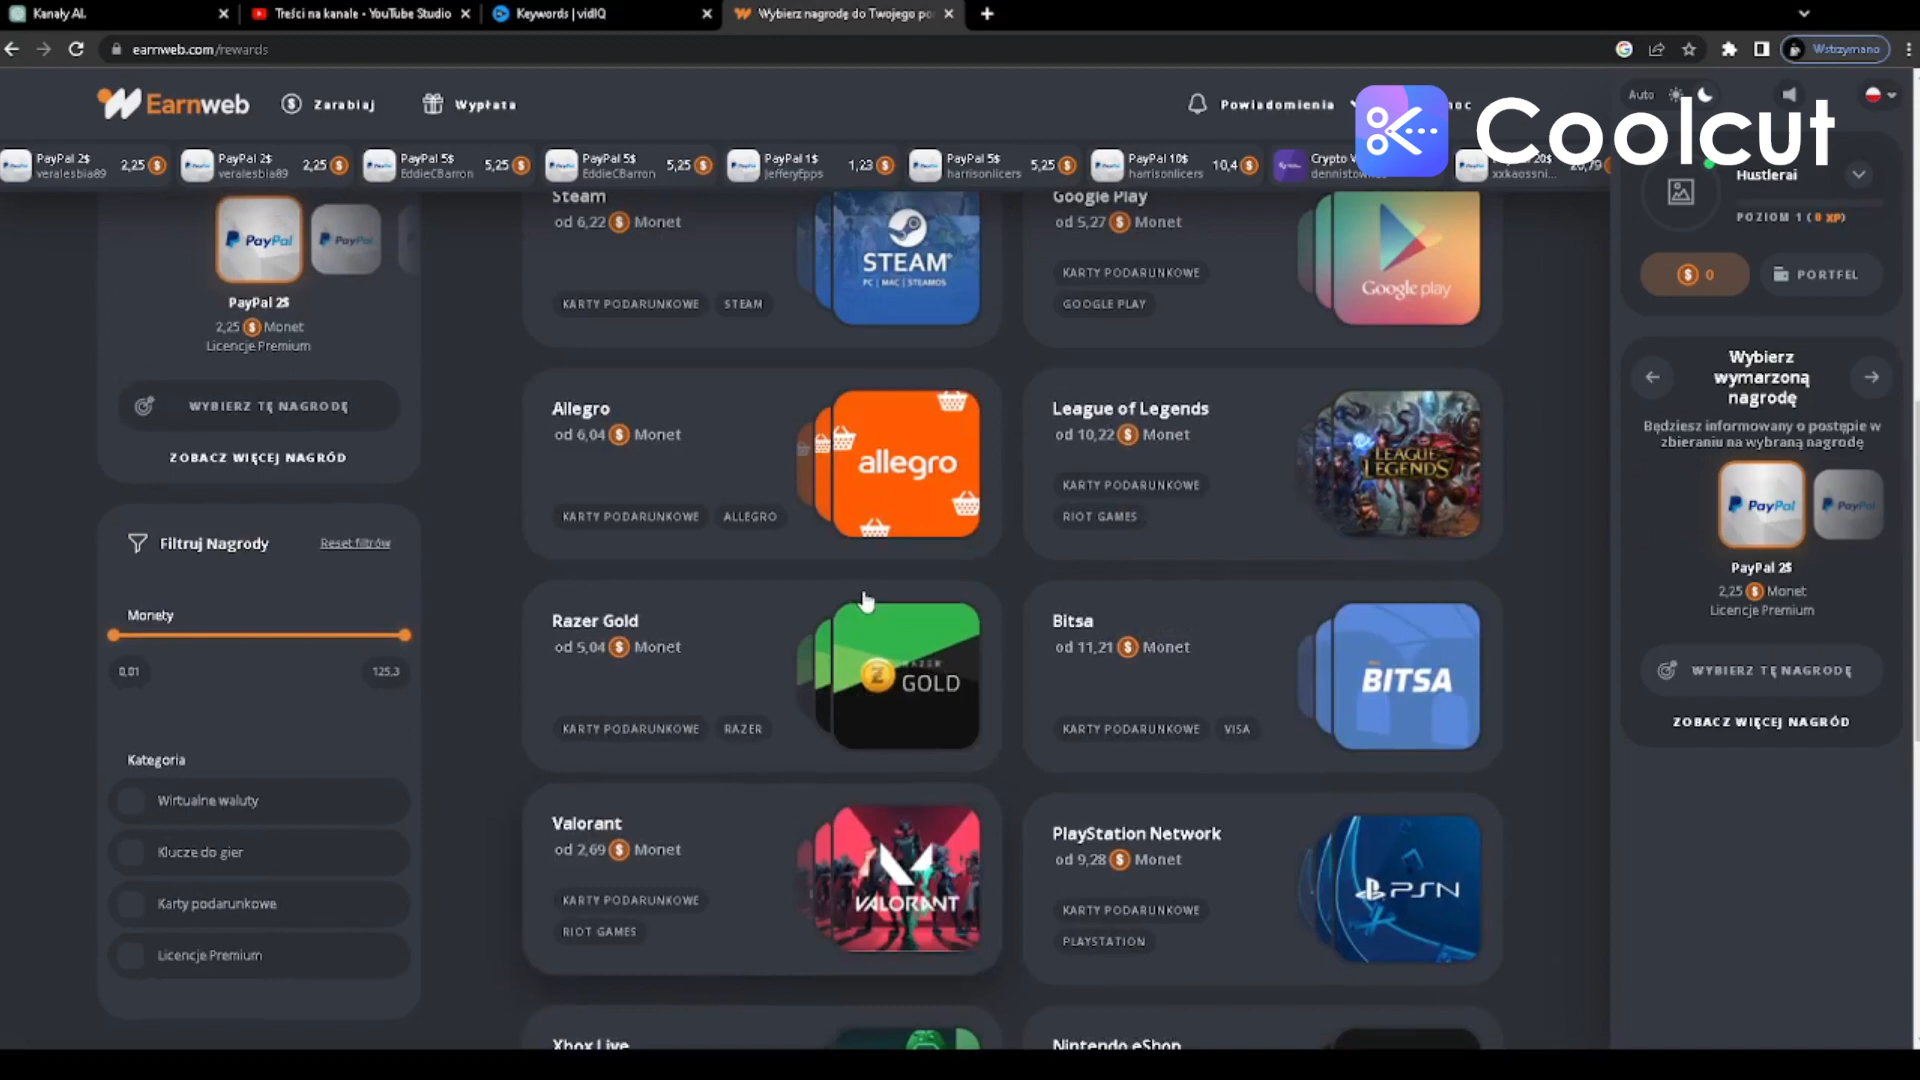 Kanały AI.
Treści na kanale - YouTube Studio
Keywords | vidIQ
Wybierz nagrodę do Twojego po
earnweb.com/rewards
Wstrzymano
Earnweb
Zarabiaj
Wypłata
Powiadomienia
Auto
Coolcut
PayPal 2$
veralesbia89
2,25
PayPal 2$
veralesbia89
2,25
PayPal 5$
EddieCBarron
5,25
PayPal 5$
EddieCBarron
5,25
PayPal 1$
JefferyEpps
1,23
PayPal 5$
harrisonlicers
5,25
PayPal 10$
harrisonlicers
10,4
Crypto
xxkaossni...
20,79
Hustlerai
POZIOM 1 (0 XP)
0
PORTFEL
PayPal
PayPal
PayPal 2$
2,25 Monet
Licencje Premium
WYBIERZ TĘ NAGRODĘ
ZOBACZ WIĘCEJ NAGRÓD
Filtruj Nagrody
Reset filtrów
Monety
0,01
125,3
Kategoria
Wirtualne waluty
Klucze do gier
Karty podarunkowe
Licencje Premium
Steam
od 6,22 Monet
KARTY PODARUNKOWE
STEAM
STEAM
PC | MAC | STEAMOS
Google Play
od 5,27 Monet
KARTY PODARUNKOWE
GOOGLE PLAY
Google play
Allegro
od 6,04 Monet
KARTY PODARUNKOWE
ALLEGRO
allegro
League of Legends
od 10,22 Monet
KARTY PODARUNKOWE
RIOT GAMES
LEAGUE
LEGENDS
Razer Gold
od 5,04 Monet
KARTY PODARUNKOWE
RAZER
RAZER
GOLD
Bitsa
od 11,21 Monet
KARTY PODARUNKOWE
VISA
BITSA
Valorant
od 2,69 Monet
KARTY PODARUNKOWE
RIOT GAMES
VALORANT
PlayStation Network
od 9,28 Monet
KARTY PODARUNKOWE
PLAYSTATION
PSN
Xbox Live
Nintendo eShop
Wybierz
wymarzoną
nagrodę
Będziesz informowany o postępie w
zbieraniu na wybraną nagrodę
PayPal
PayPal
PayPal 2$
2,25 Monet
Licencje Premium
WYBIERZ TĘ NAGRODĘ
ZOBACZ WIĘCEJ NAGRÓD